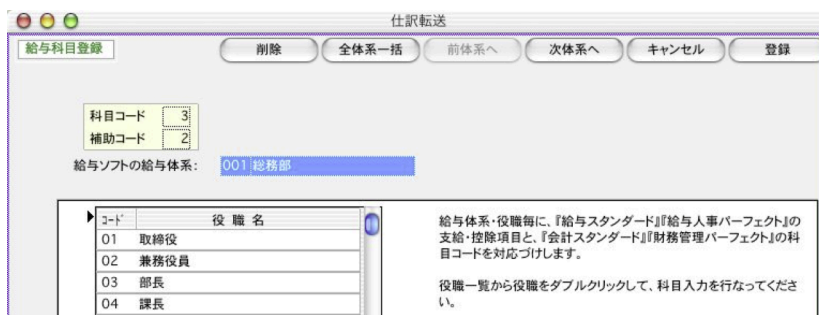 仕訳転送
給与科目登録
削除
全体系一括
前体系へ
次体系へ
キャンセル
登録
科目コード 3
補助コード 2
給与ソフトの給与体系: 001 総務部
コード 役職名
01 取締役
02 兼務役員
03 部長
04 課長
給与体系・役職毎に、『給与スタンダード』『給与人事パーフェクト』の
支給・控除項目と、『会計スタンダード』『財務管理パーフェクト』の科
目コードを対応づけします。
役職一覧から役職をダブルクリックして、科目入力を行なってくださ
い。